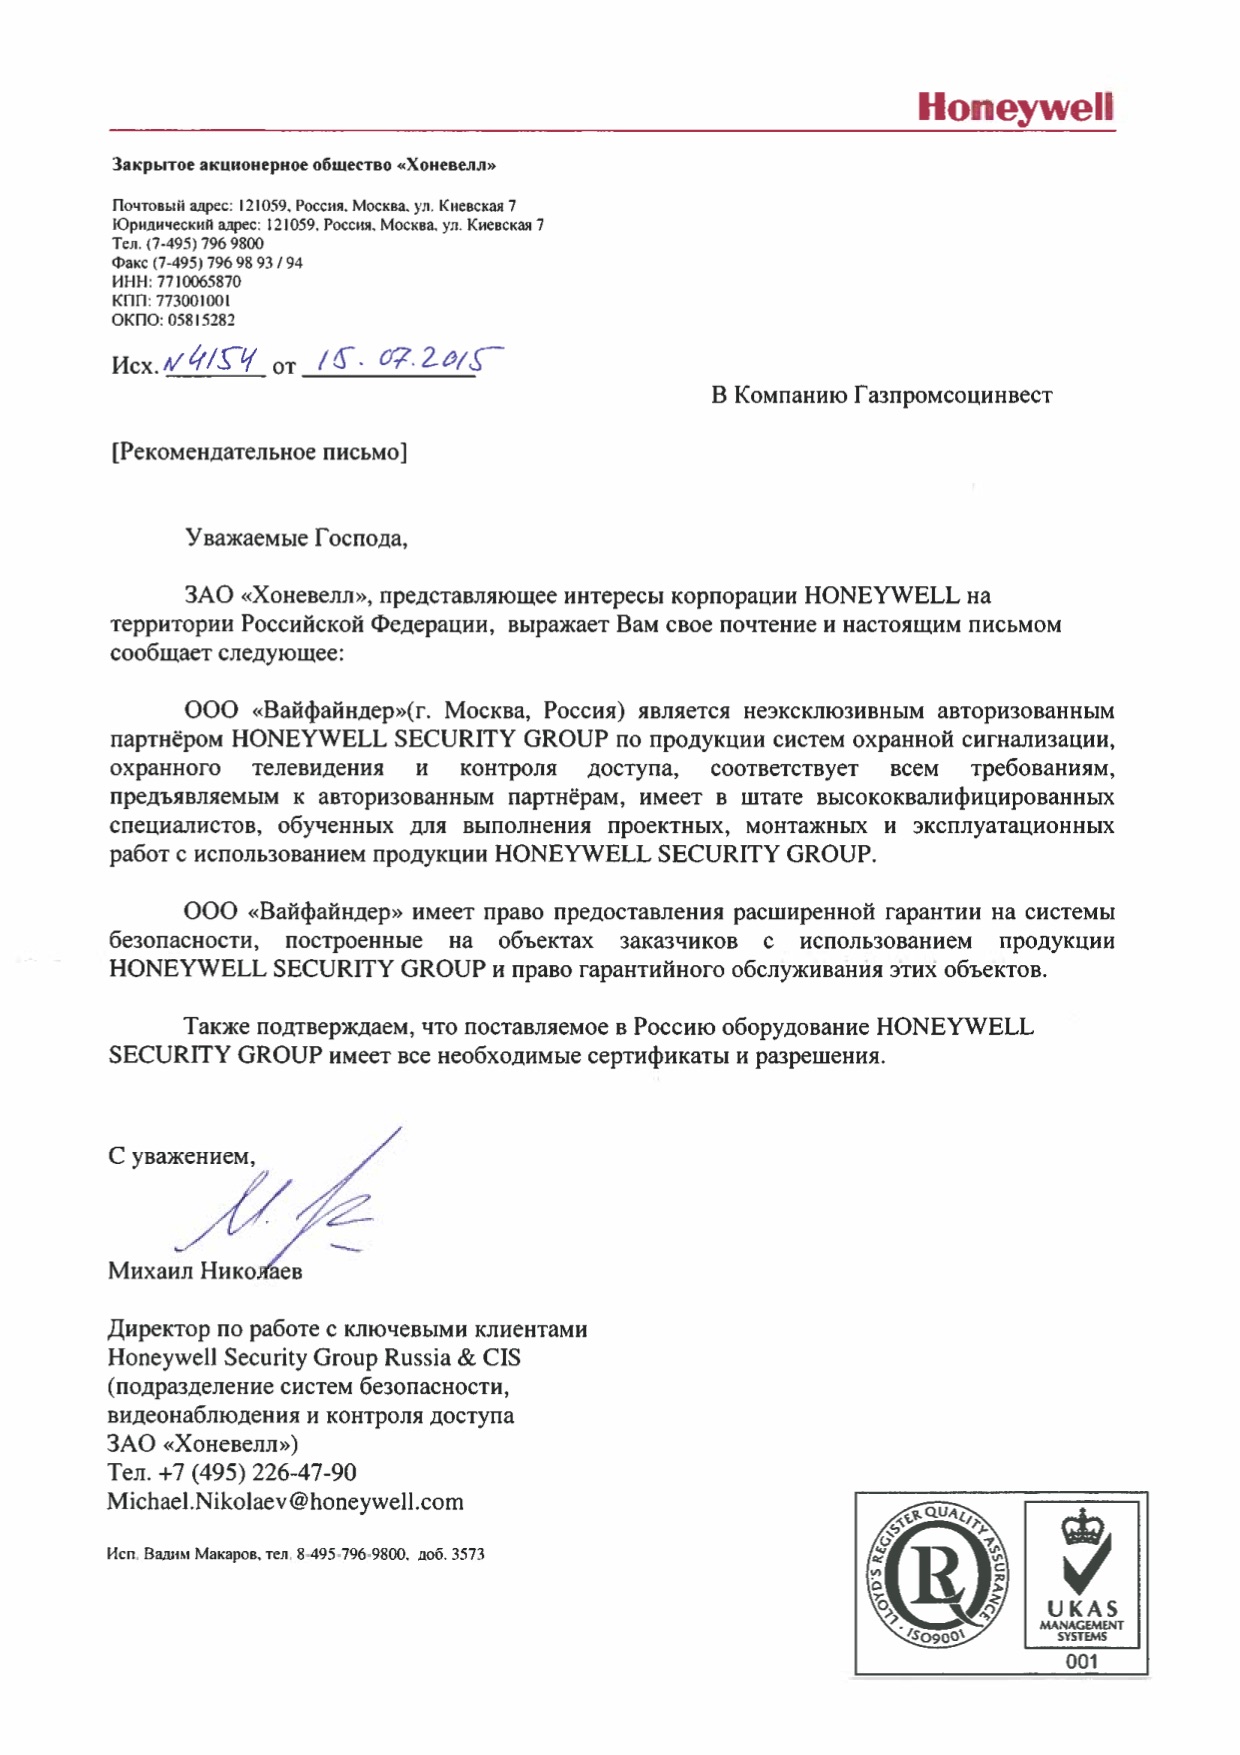 Honeywell
Закрытое акционерное общество «Хоневелл»
Почтовый адрес: 121059, Россия, Москва, ул. Киевская 7
Юридический адрес: 121059, Россия, Москва, ул. Киевская 7
Тел. (7-495) 796 9800
Факс (7-495) 796 98 93 / 94
ИНН: 7710065870
КПП: 773001001
ОКПО: 05815282
Исх. N 4154 от 15.07.2015
В Компанию Газпромсоцинвест
[Рекомендательное письмо]
Уважаемые Господа,
ЗАО «Хоневелл», представляющее интересы корпорации HONEYWELL на
территории Российской Федерации, выражает Вам свое почтение и настоящим письмом
сообщает следующее:
ООО «Вайфайндер»(г. Москва, Россия) является неэксклюзивным авторизованным
партнёром HONEYWELL SECURITY GROUP по продукции систем охранной сигнализации,
охранного телевидения и контроля доступа, соответствует всем требованиям,
предъявляемым к авторизованным партнёрам, имеет в штате высококвалифицированных
специалистов, обученных для выполнения проектных, монтажных и эксплуатационных
работ с использованием продукции HONEYWELL SECURITY GROUP.
ООО «Вайфайндер» имеет право предоставления расширенной гарантии на системы
безопасности, построенные на объектах заказчиков с использованием продукции
HONEYWELL SECURITY GROUP и право гарантийного обслуживания этих объектов.
Также подтверждаем, что поставляемое в Россию оборудование HONEYWELL
SECURITY GROUP имеет все необходимые сертификаты и разрешения.
С уважением,
Михаил Николаев
Директор по работе с ключевыми клиентами
Honeywell Security Group Russia & CIS
(подразделение систем безопасности,
видеонаблюдения и контроля доступа
ЗАО «Хоневелл»)
Тел. +7 (495) 226-47-90
Michael.Nikolaev@honeywell.com
Исп. Вадим Макаров, тел. 8-495-796-9800, доб. 3573
LLOYD'S REGISTER QUALITY ASSURANCE
LRQ
· ISO9001 ·
UKAS
MANAGEMENT
SYSTEMS
001